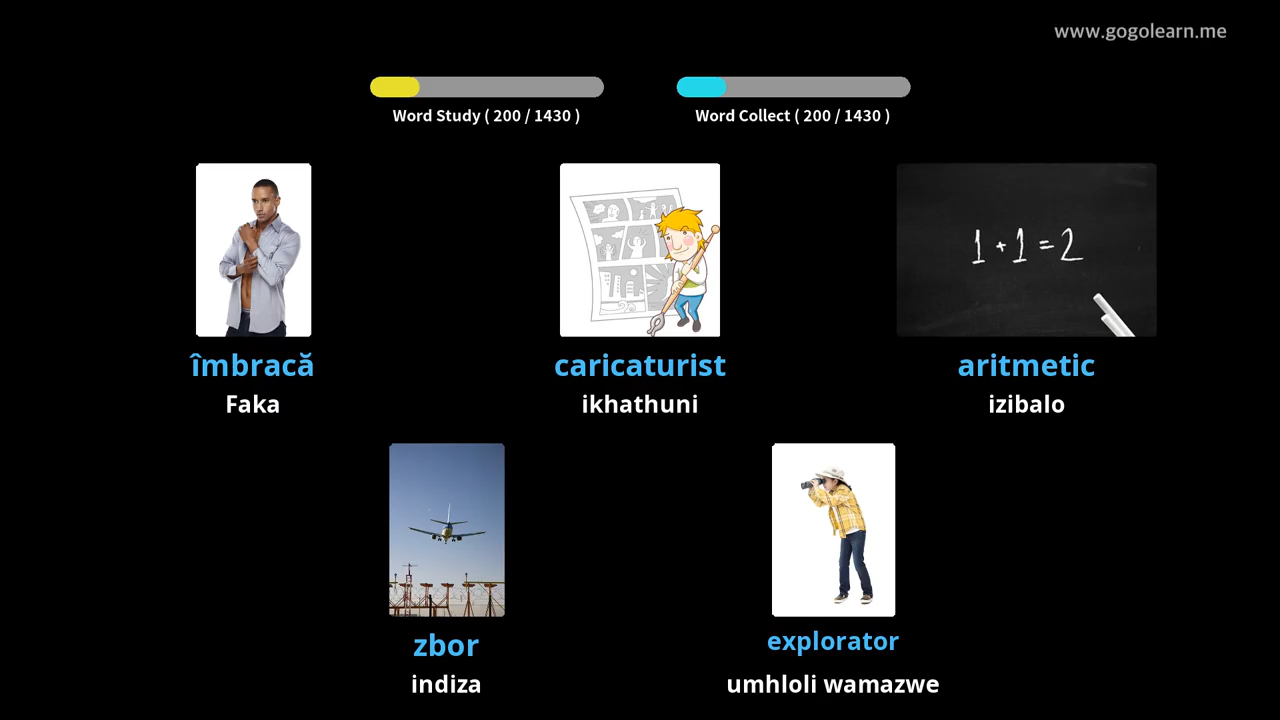 www.gogolearn.me
Word Study ( 200 / 1430 )
Word Collect ( 200 / 1430 )
1 + 1 = 2
îmbracă
Faka
caricaturist
ikhathuni
aritmetic
izibalo
zbor
indiza
explorator
umhloli wamazwe